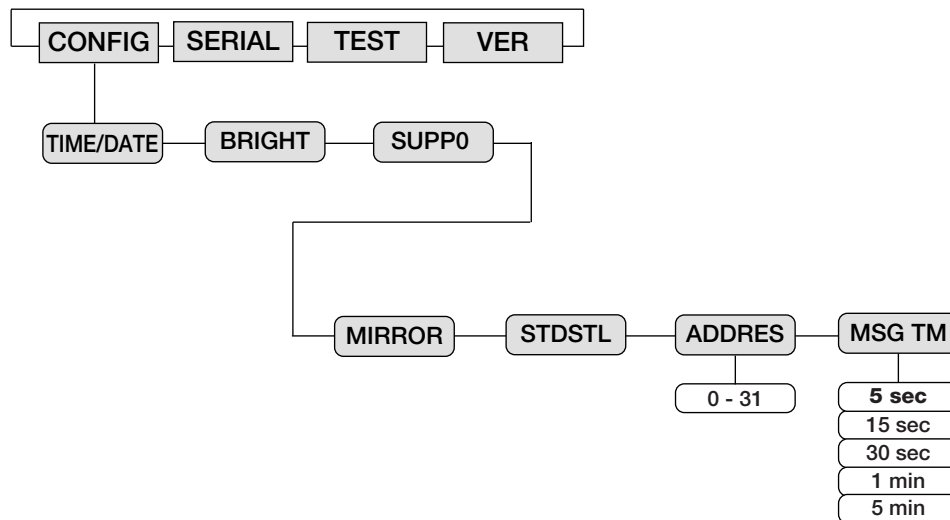 CONFIG SERIAL TEST VER
TIME/DATE BRIGHT SUPP0
MIRROR STDSTL ADDRES MSG TM
0 - 31 5 sec
15 sec
30 sec
1 min
5 min